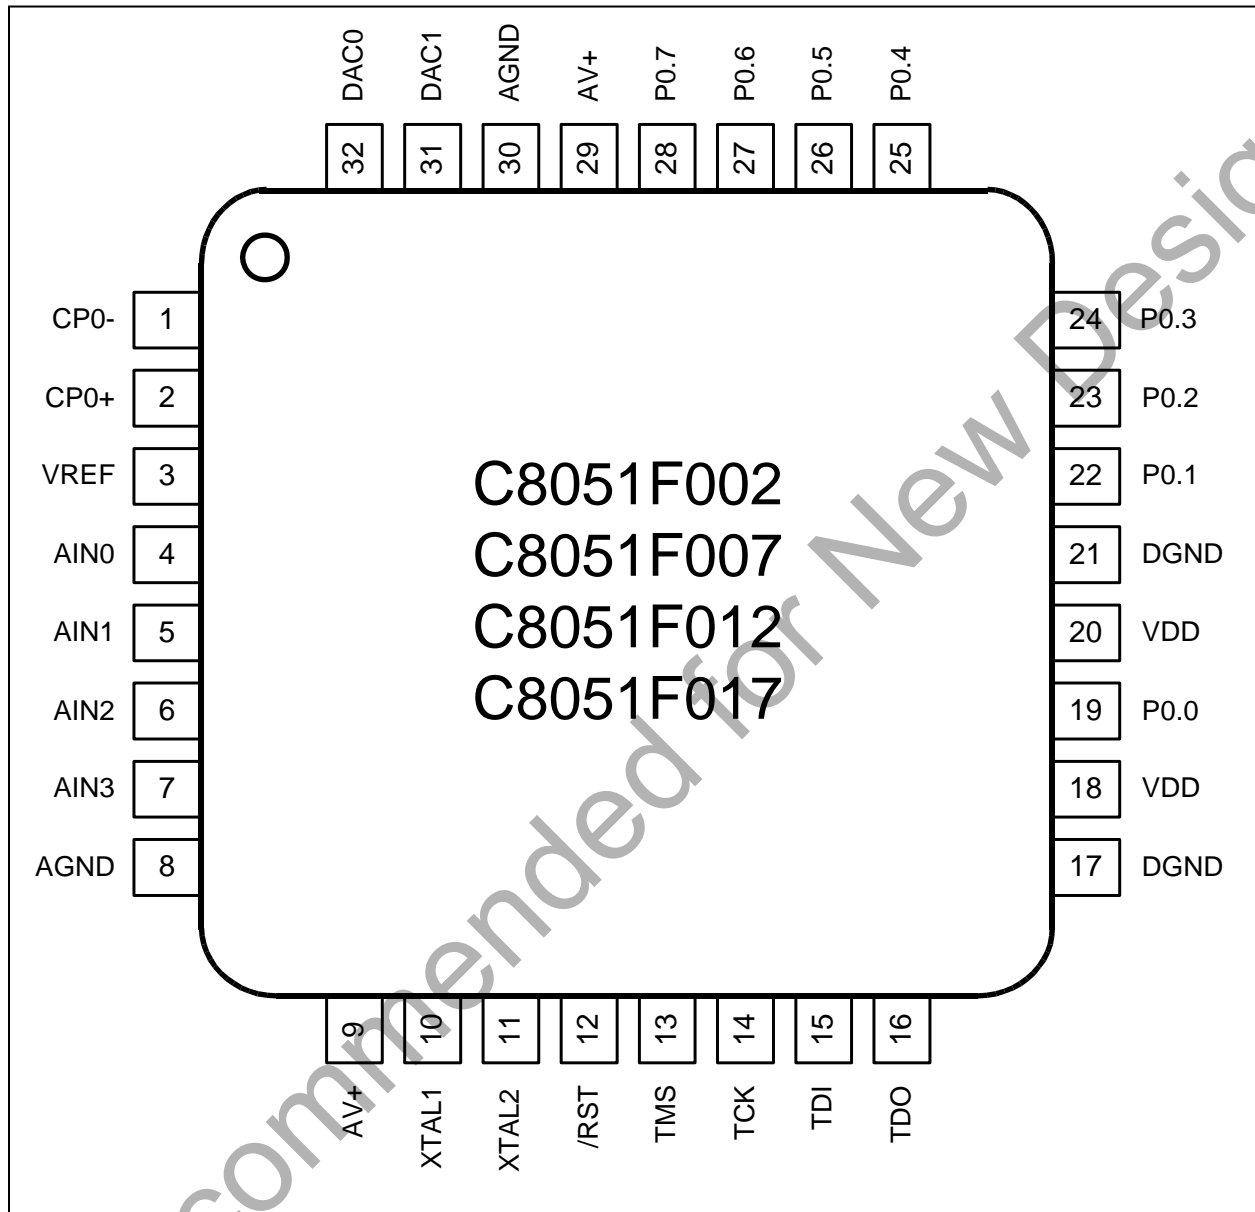 DAC0
DAC1
AGND
AV+
P0.7
P0.6
P0.5
P0.4
32
31
30
29
28
27
26
25
CP0- 1
CP0+ 2
VREF 3
AIN0 4
AIN1 5
AIN2 6
AIN3 7
AGND 8
C8051F002
C8051F007
C8051F012
C8051F017
24 P0.3
23 P0.2
22 P0.1
21 DGND
20 VDD
19 P0.0
18 VDD
17 DGND
9
10
11
12
13
14
15
16
AV+
XTAL1
XTAL2
/RST
TMS
TCK
TDI
TDO
commended for New Desig